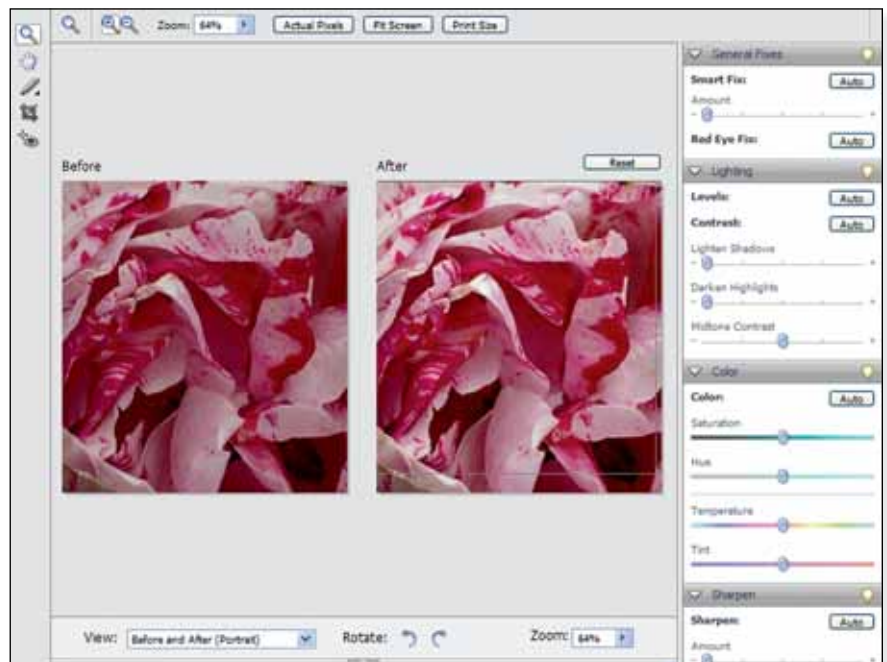 Zoom: 64% Actual Pixels Fit Screen Print Size
Before
After
Reset
General Fixes
Smart Fix: Auto
Amount
- +
Red Eye Fix: Auto
Lighting
Levels: Auto
Contrast: Auto
Lighten Shadows
- +
Darken Highlights
- +
Midtone Contrast
- +
Color
Color: Auto
Saturation
Hue
Temperature
Tint
Sharpen
Sharpen: Auto
Amount
- +
View: Before and After (Portrait) Rotate: Zoom: 64%